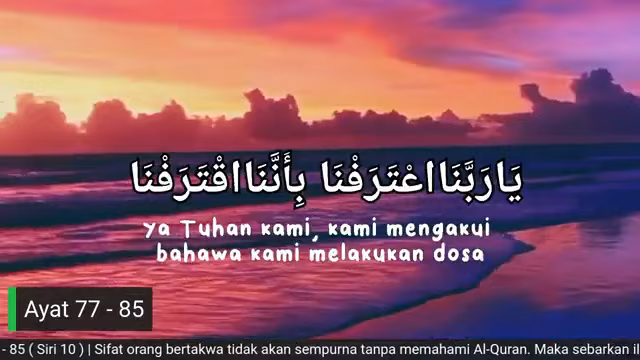 يَارَبَّنَااعْتَرَفْنَا بِأَنَّنَااقْتَرَفْنَا
ya Tuhan kami, kami mengakui
bahawa kami melakukan dosa
Ayat 77 - 85
- 85 ( Siri 10 ) | Sifat orang bertakwa tidak akan sempurna tanpa memahami Al-Quran. Maka sebarkan il